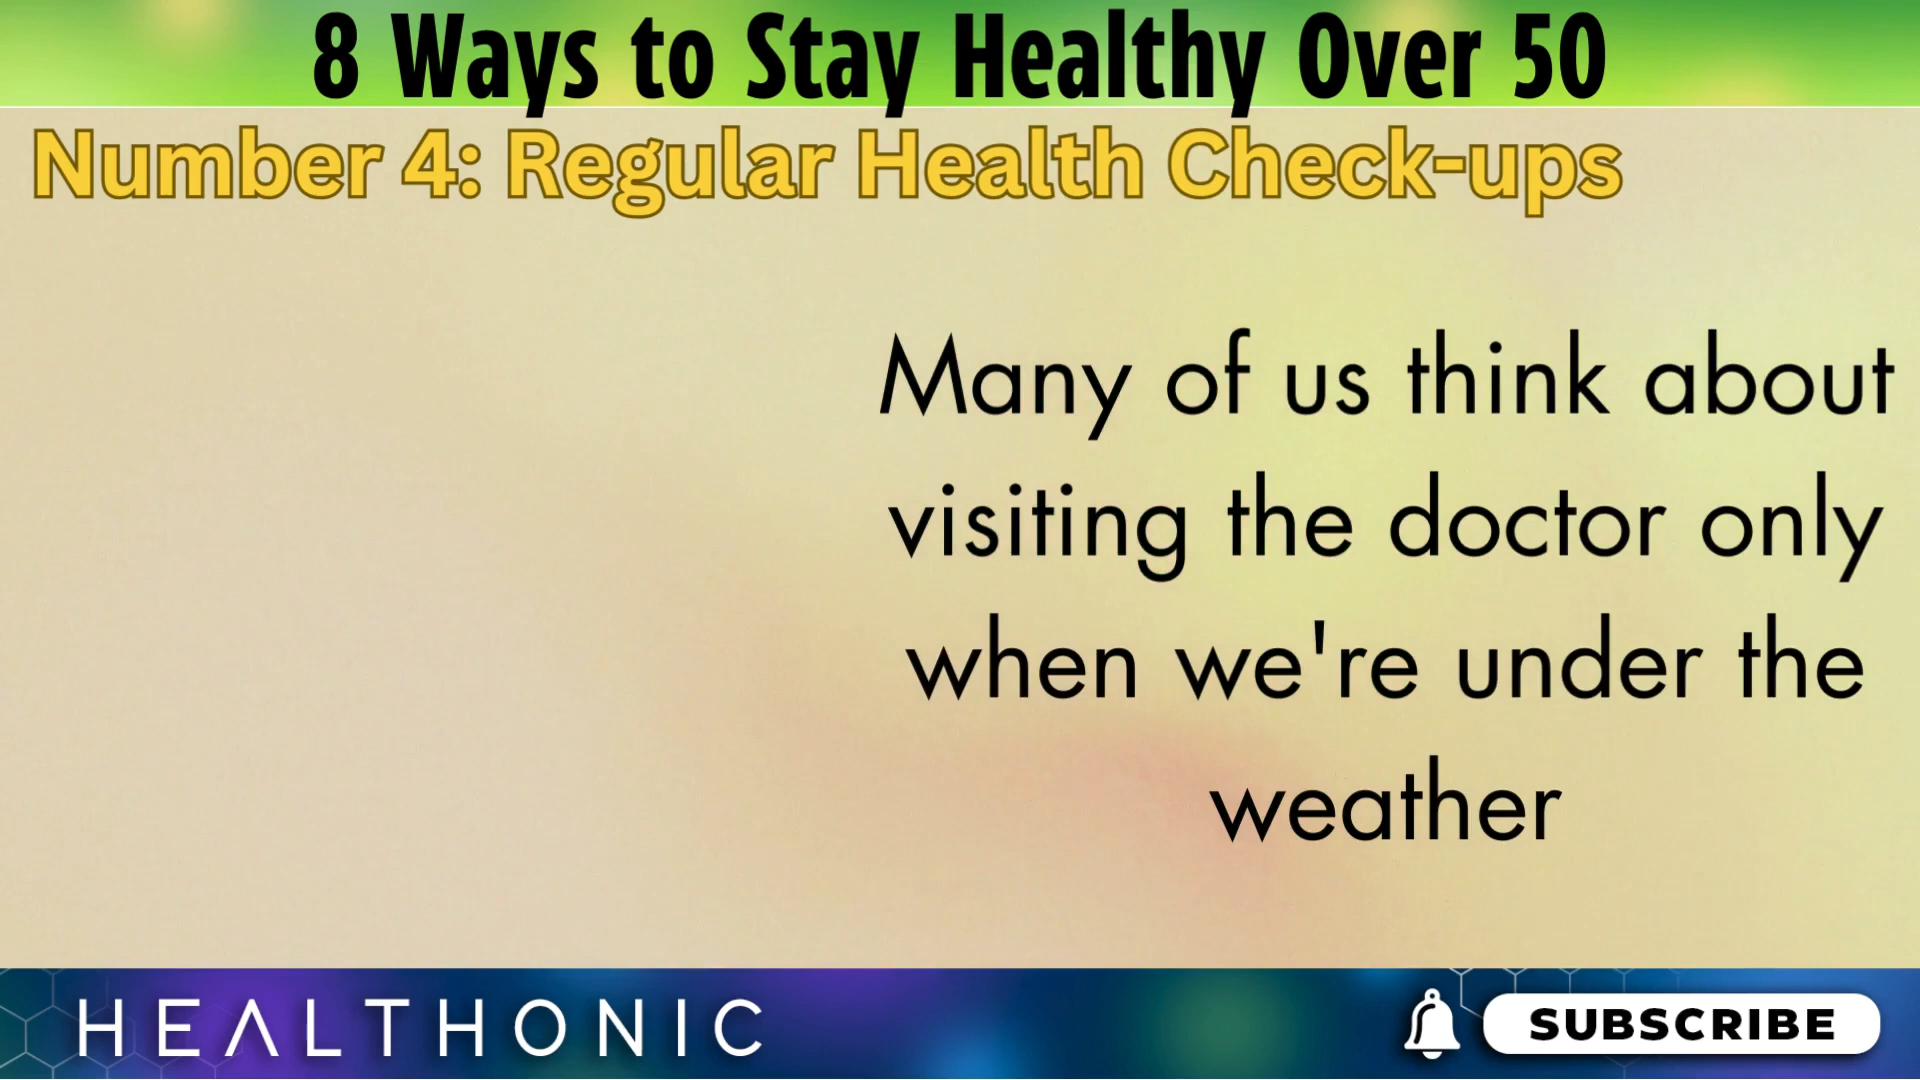 8 Ways to Stay Healthy Over 50
Number 4: Regular Health Check-ups
Many of us think about
visiting the doctor only
when we're under the
weather
HEALTHONIC
SUBSCRIBE